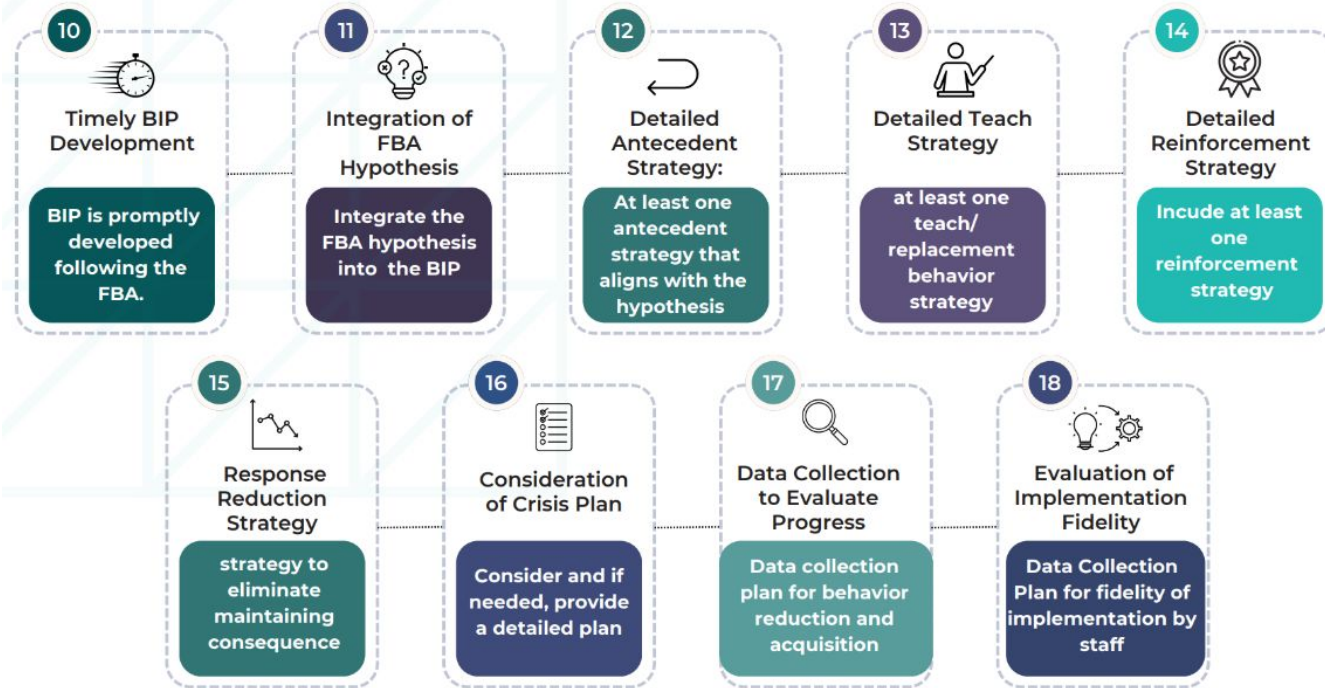 10
Timely BIP
Development
BIP is promptly
developed
following the
FBA.
11
Integration of
FBA
Hypothesis
Integrate the
FBA hypothesis
into the BIP
12
Detailed
Antecedent
Strategy:
At least one
antecedent
strategy that
aligns with the
hypothesis
13
Detailed Teach
Strategy
at least one
teach/
replacement
behavior
strategy
14
Detailed
Reinforcement
Strategy
Incude at least
one
reinforcement
strategy
15
Response
Reduction
Strategy
strategy to
eliminate
maintaining
consequence
16
Consideration
of Crisis Plan
Consider and if
needed, provide
a detailed plan
17
Data Collection
to Evaluate
Progress
Data collection
plan for behavior
reduction and
acquisition
18
Evaluation of
Implementation
Fidelity
Data Collection
Plan for fidelity of
implementation by
staff